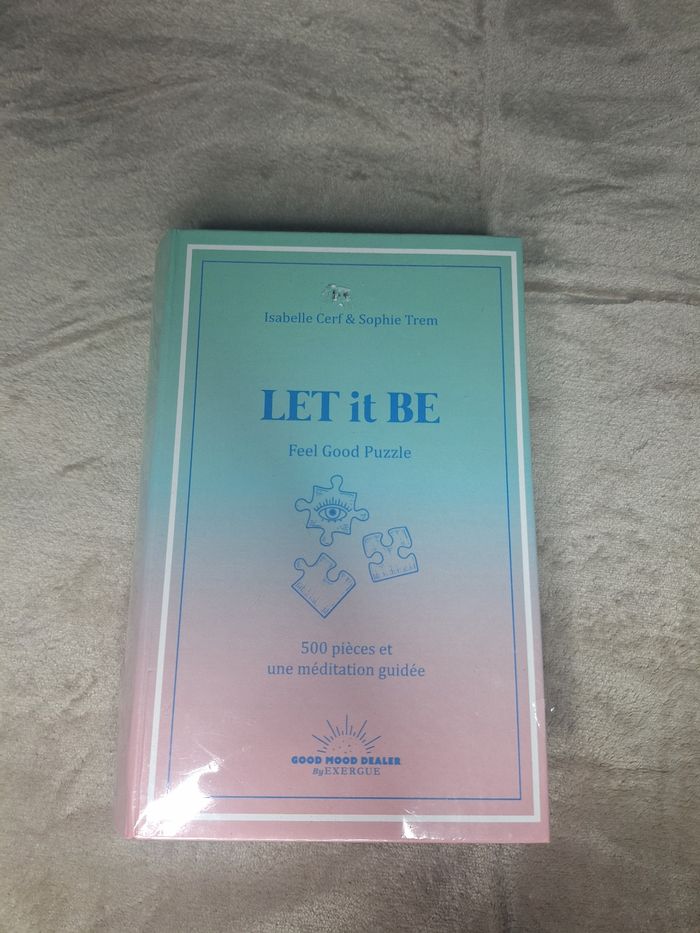 Isabelle Cerf & Sophie Trem
LET it BE
Feel Good Puzzle
500 pièces et
une méditation guidée
GOOD MOOD DEALER
By EXERGUE